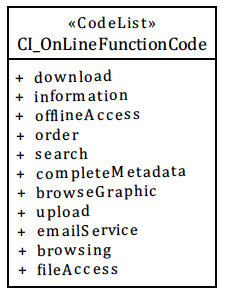 «CodeList»
CI_OnLineFunctionCode
+ download
+ information
+ offlineAccess
+ order
+ search
+ completeMetadata
+ browseGraphic
+ upload
+ emailService
+ browsing
+ fileAccess